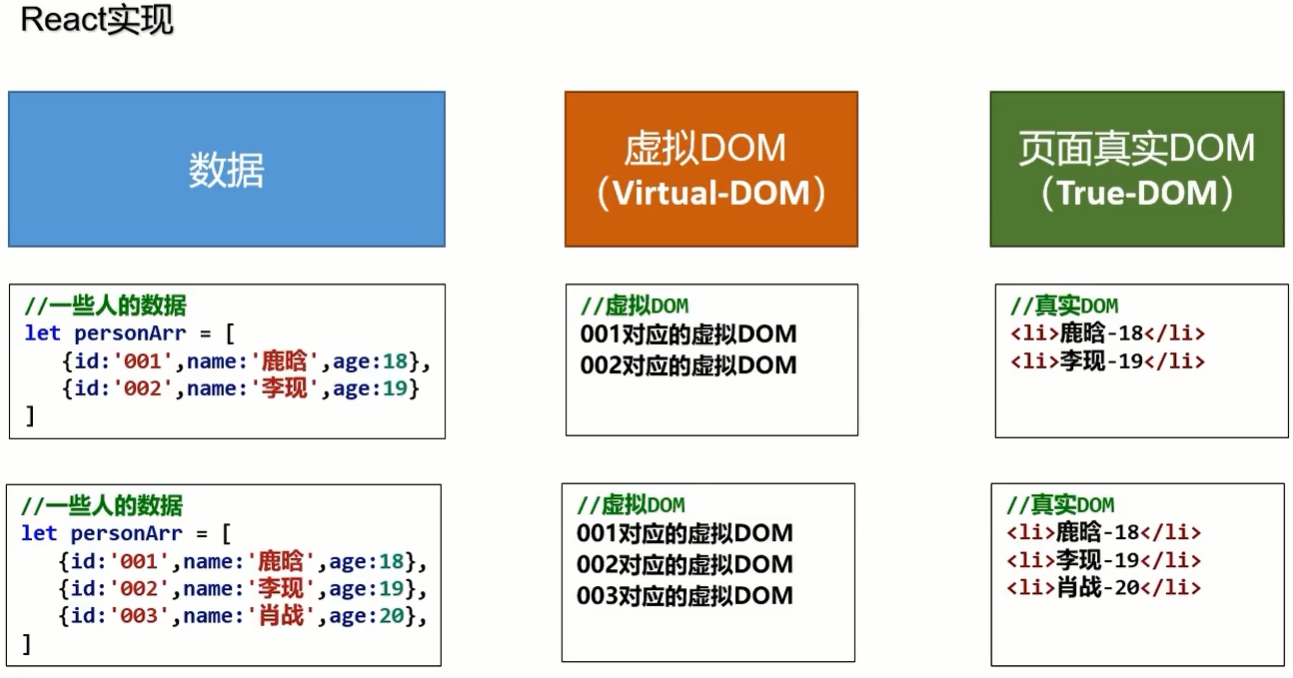 React实现
数据
虚拟DOM
（Virtual-DOM）
页面真实DOM
（True-DOM）
//一些人的数据
let personArr = [
{id:'001',name:'鹿晗',age:18},
{id:'002',name:'李现',age:19}
]
//虚拟DOM
001对应的虚拟DOM
002对应的虚拟DOM
//真实DOM
<li>鹿晗-18</li>
<li>李现-19</li>
//一些人的数据
let personArr = [
{id:'001',name:'鹿晗',age:18},
{id:'002',name:'李现',age:19},
{id:'003',name:'肖战',age:20},
]
//虚拟DOM
001对应的虚拟DOM
002对应的虚拟DOM
003对应的虚拟DOM
//真实DOM
<li>鹿晗-18</li>
<li>李现-19</li>
<li>肖战-20</li>